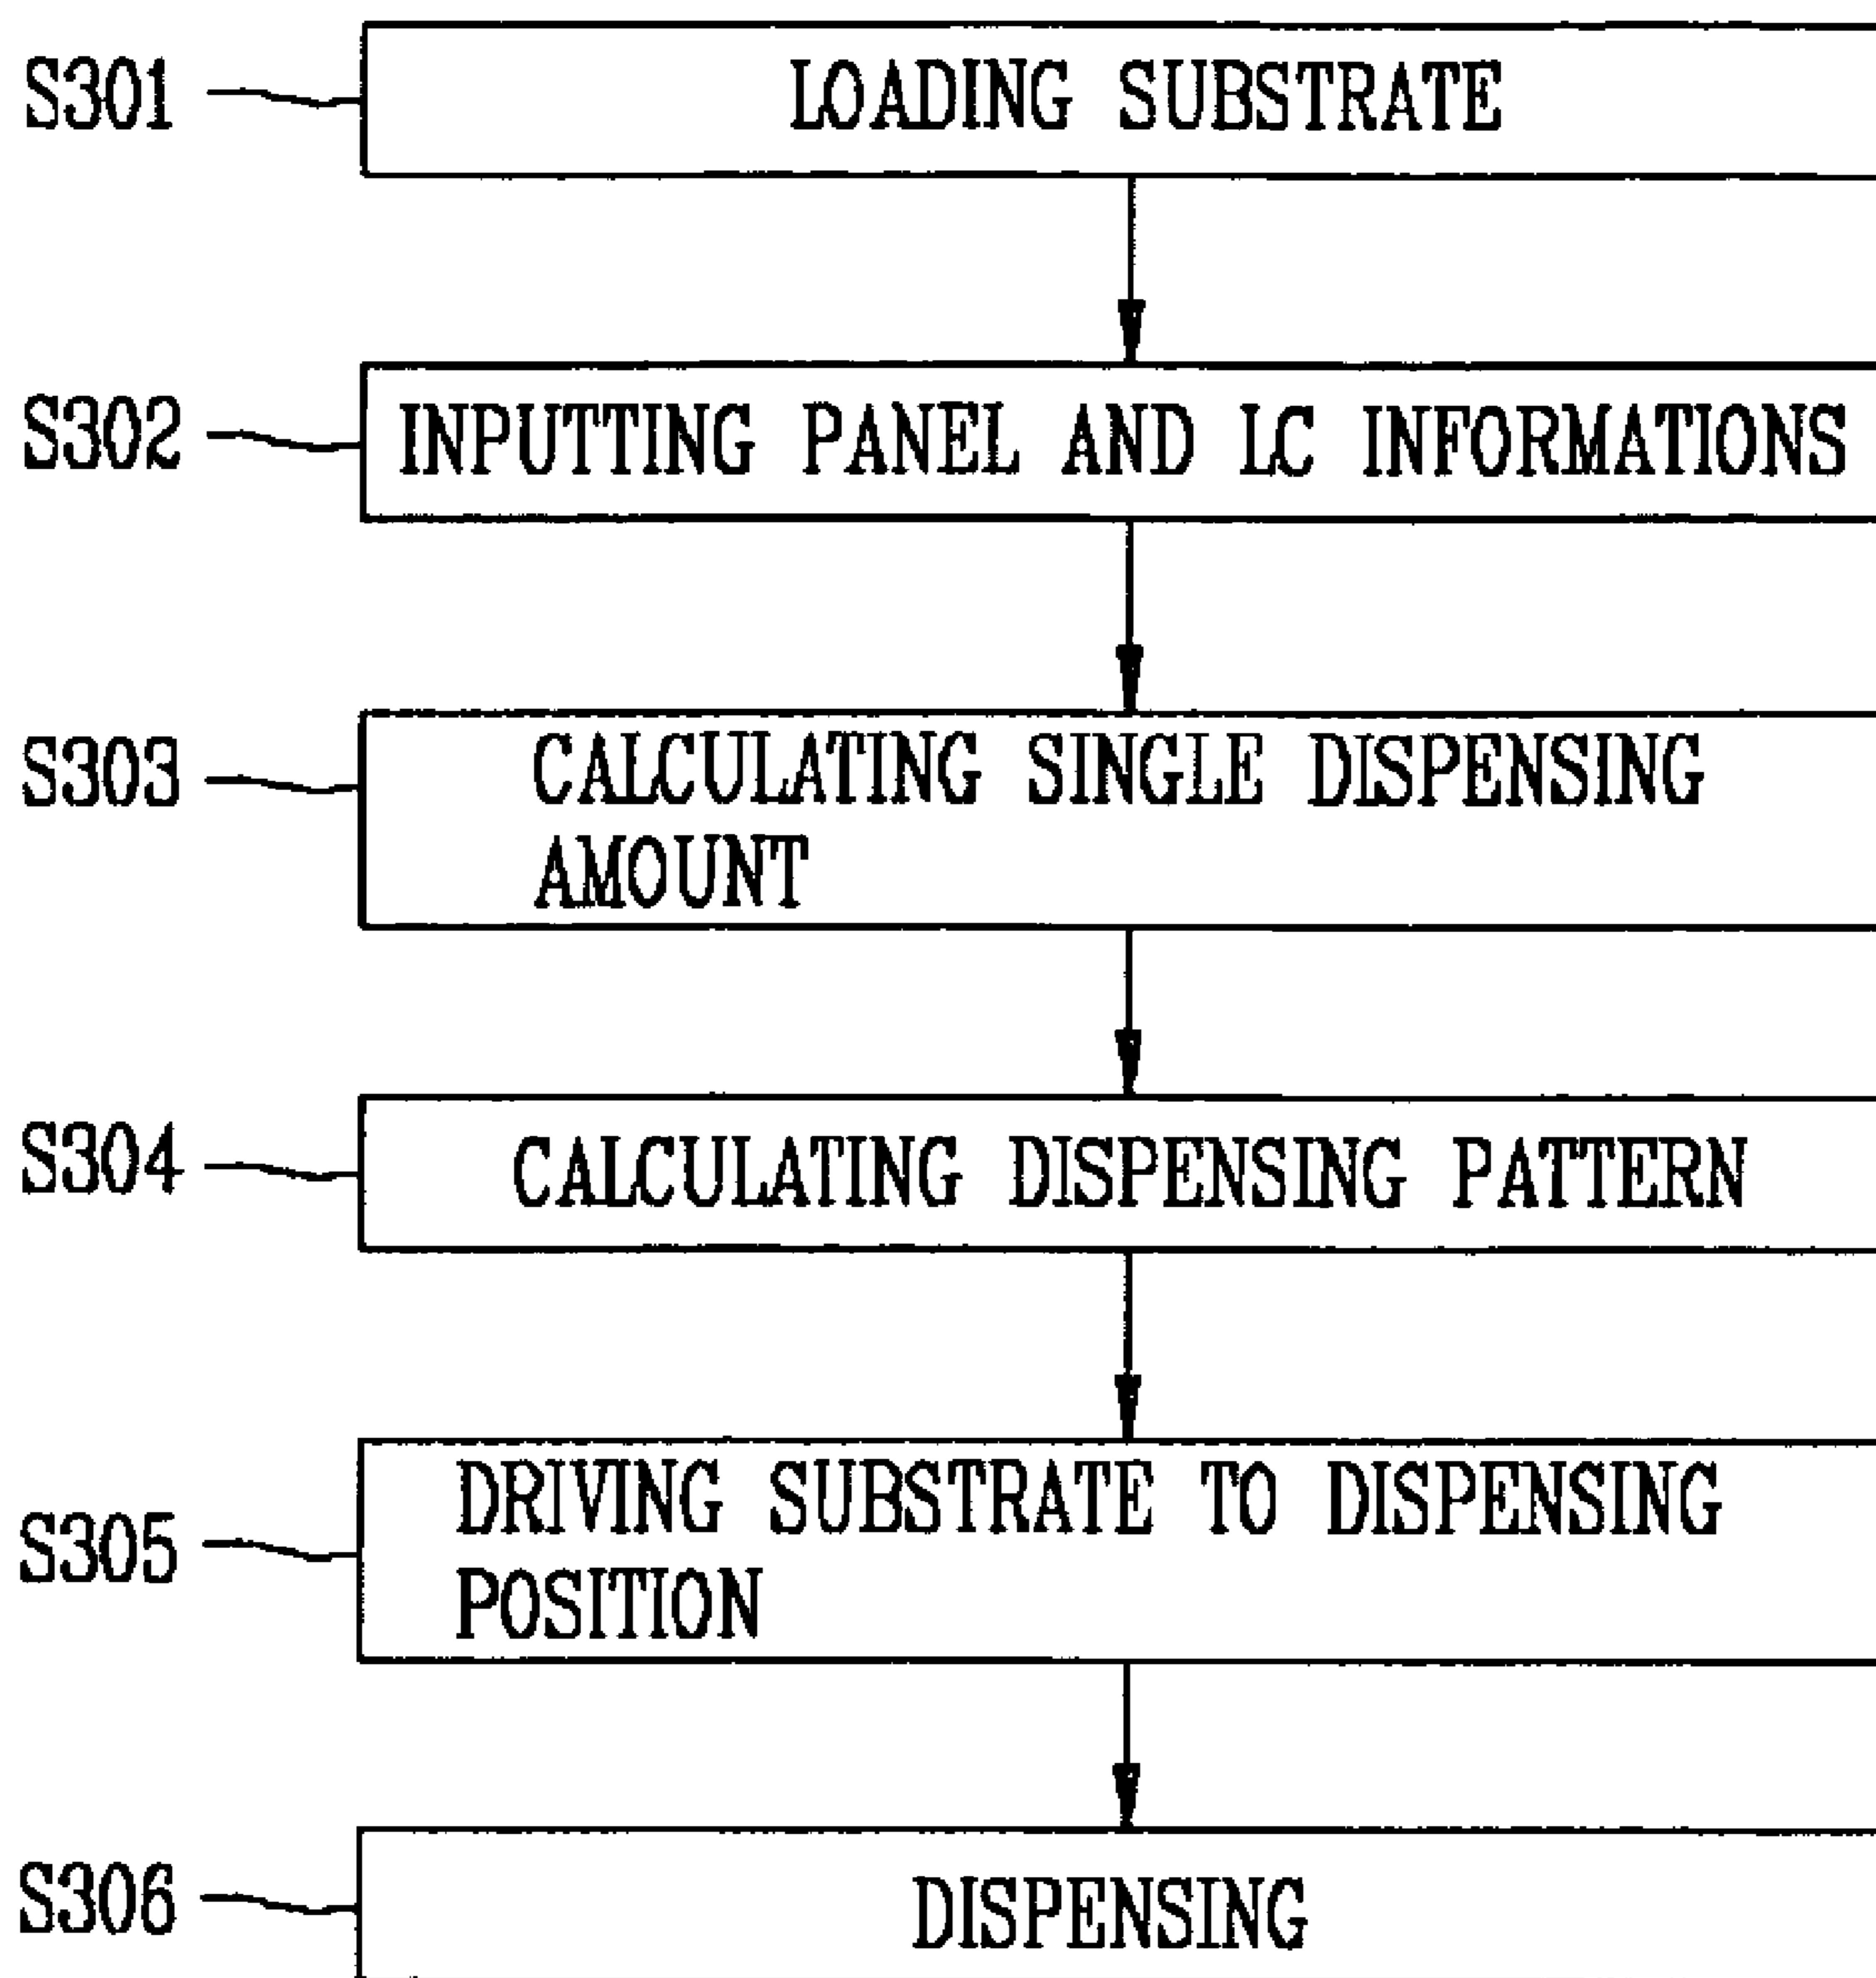 S301
LOADING SUBSTRATE
S302
INPUTTING PANEL AND LC INFORMATIONS
S303
CALCULATING SINGLE DISPENSING
AMOUNT
S304
CALCULATING DISPENSING PATTERN
S305
DRIVING SUBSTRATE TO DISPENSING
POSITION
S306
DISPENSING